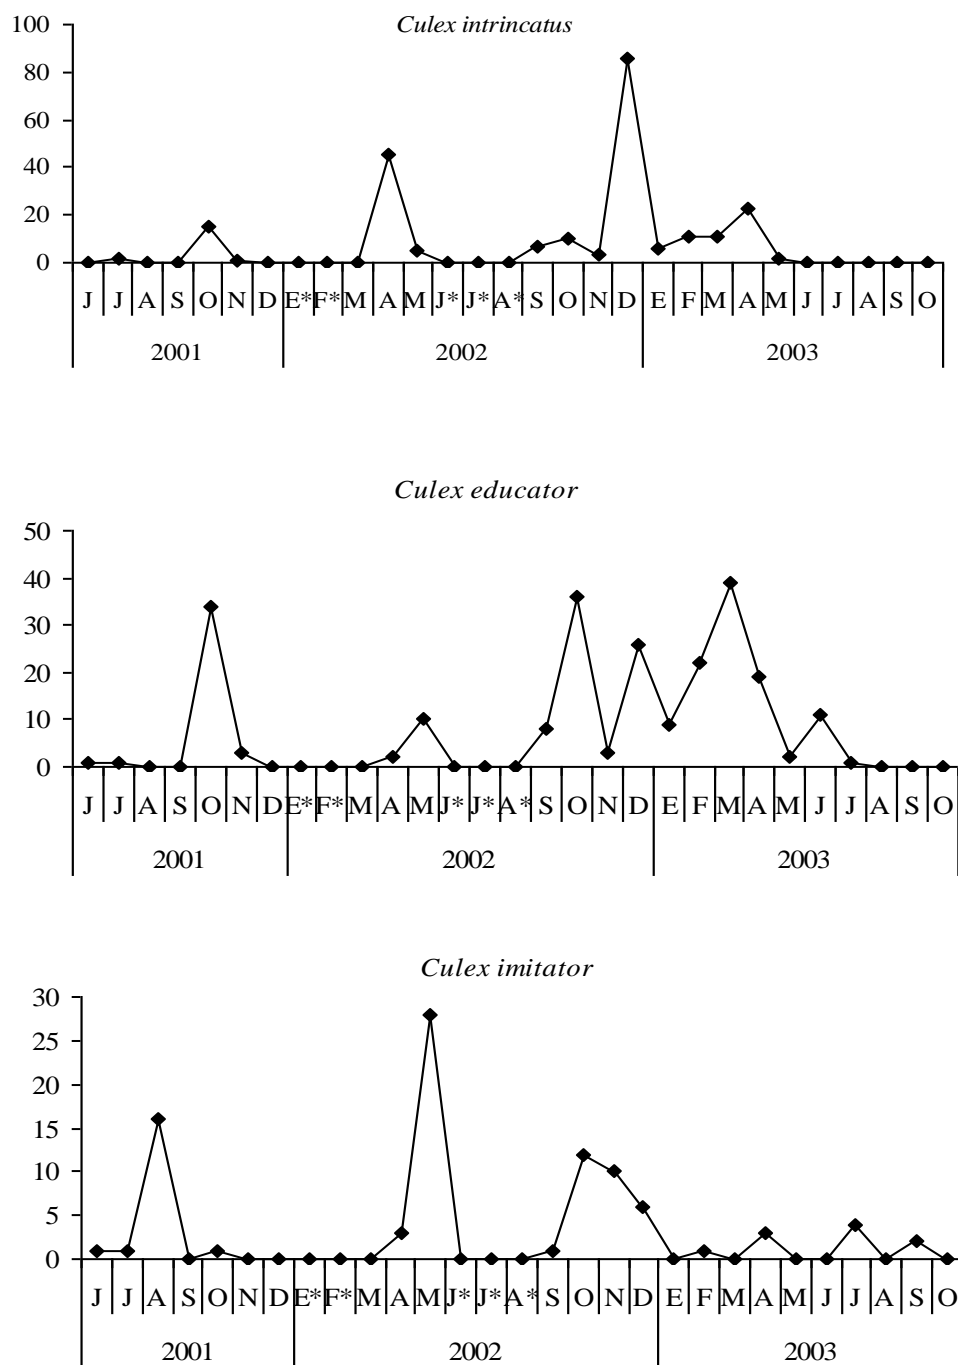 Culex intrincatus
100
80
60
40
20
0
J J A S O N D E* F* M A M J* J* A* S O N D E F M A M J J A S O
2001 2002 2003
Culex educator
50
40
30
20
10
0
J J A S O N D E* F* M A M J* J* A* S O N D E F M A M J J A S O
2001 2002 2003
Culex imitator
30
25
20
15
10
5
0
J J A S O N D E* F* M A M J* J* A* S O N D E F M A M J J A S O
2001 2002 2003